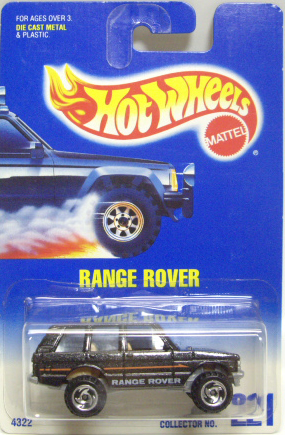 FOR AGES OVER 3.
DIE CAST METAL
& PLASTIC.
HOT WHEELS
MATTEL
®
RANGE ROVER
RANGE ROVER
4322
COLLECTOR NO.